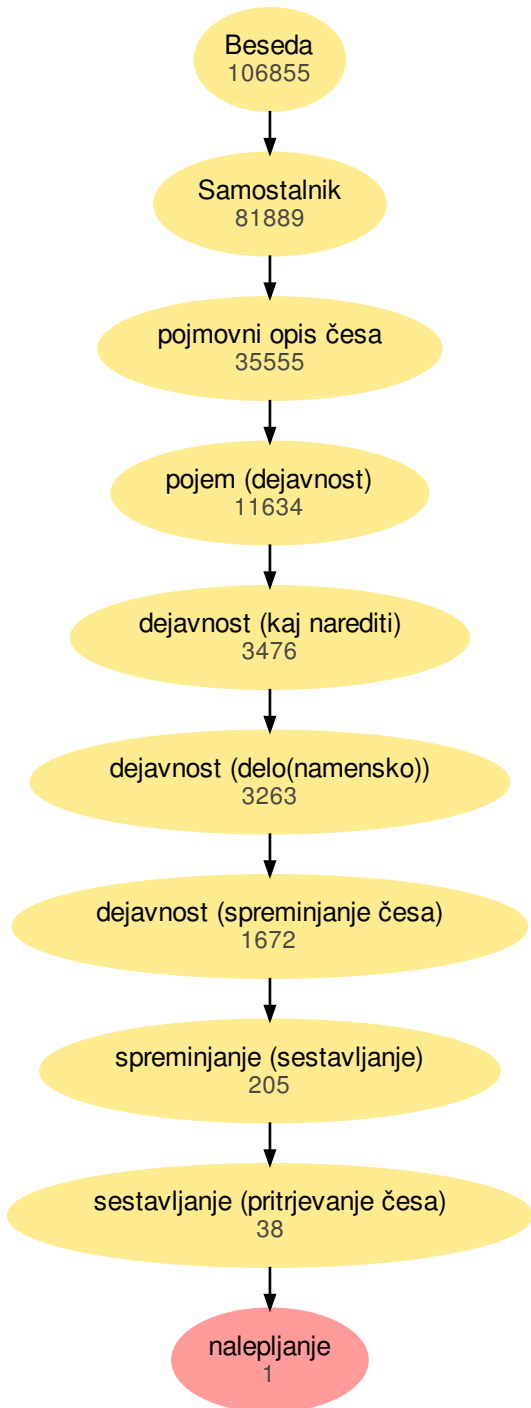 Beseda
106855
Samostalnik
81889
pojmovni opis česa
35555
pojem (dejavnost)
11634
dejavnost (kaj narediti)
3476
dejavnost (delo(namensko))
3263
dejavnost (spreminjanje česa)
1672
spreminjanje (sestavljanje)
205
sestavljanje (pritrjevanje česa)
38
nalepljanje
1